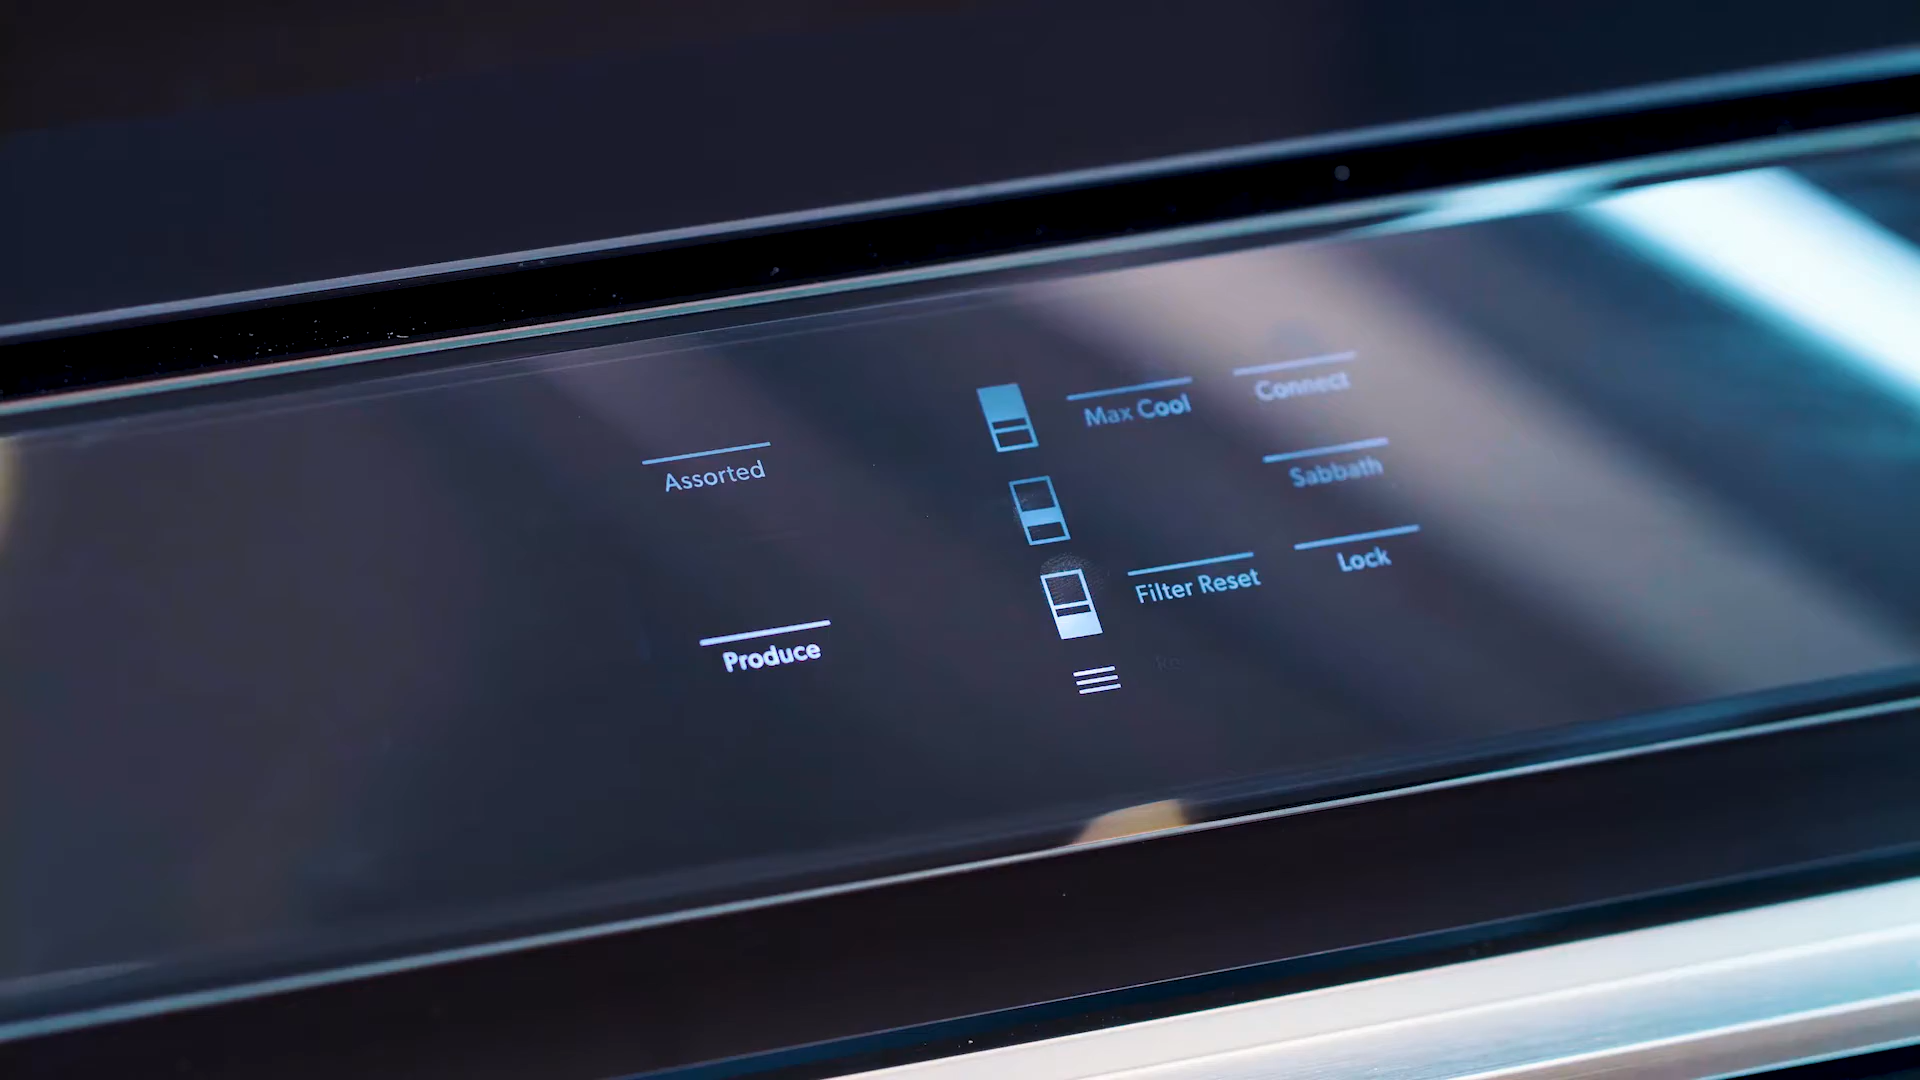 Assorted
Produce
Max Cool
Connect
Sabbath
Filter Reset
Lock